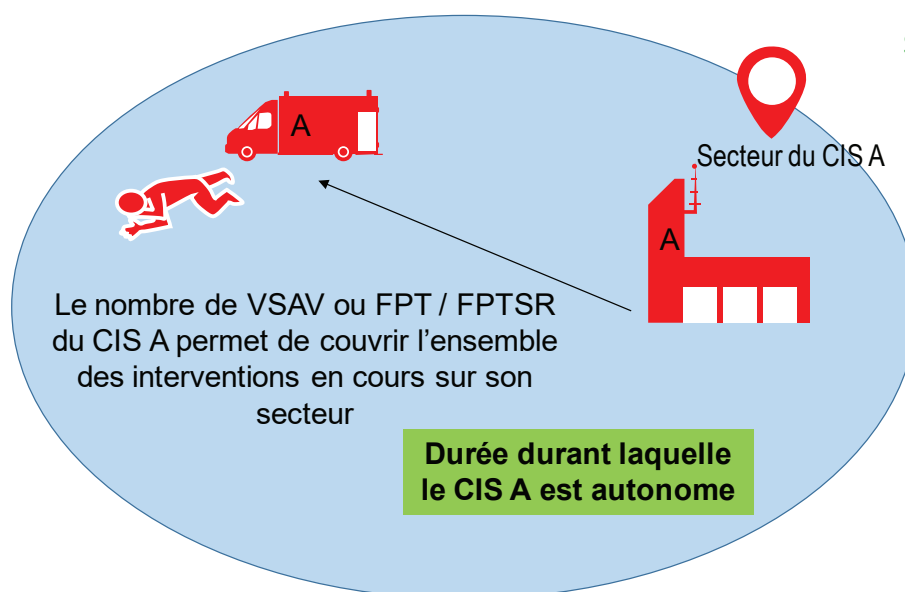 A
Secteur du CIS A
A
Le nombre de VSAV ou FPT / FPTSR
du CIS A permet de couvrir l’ensemble
des interventions en cours sur son
secteur
Durée durant laquelle
le CIS A est autonome